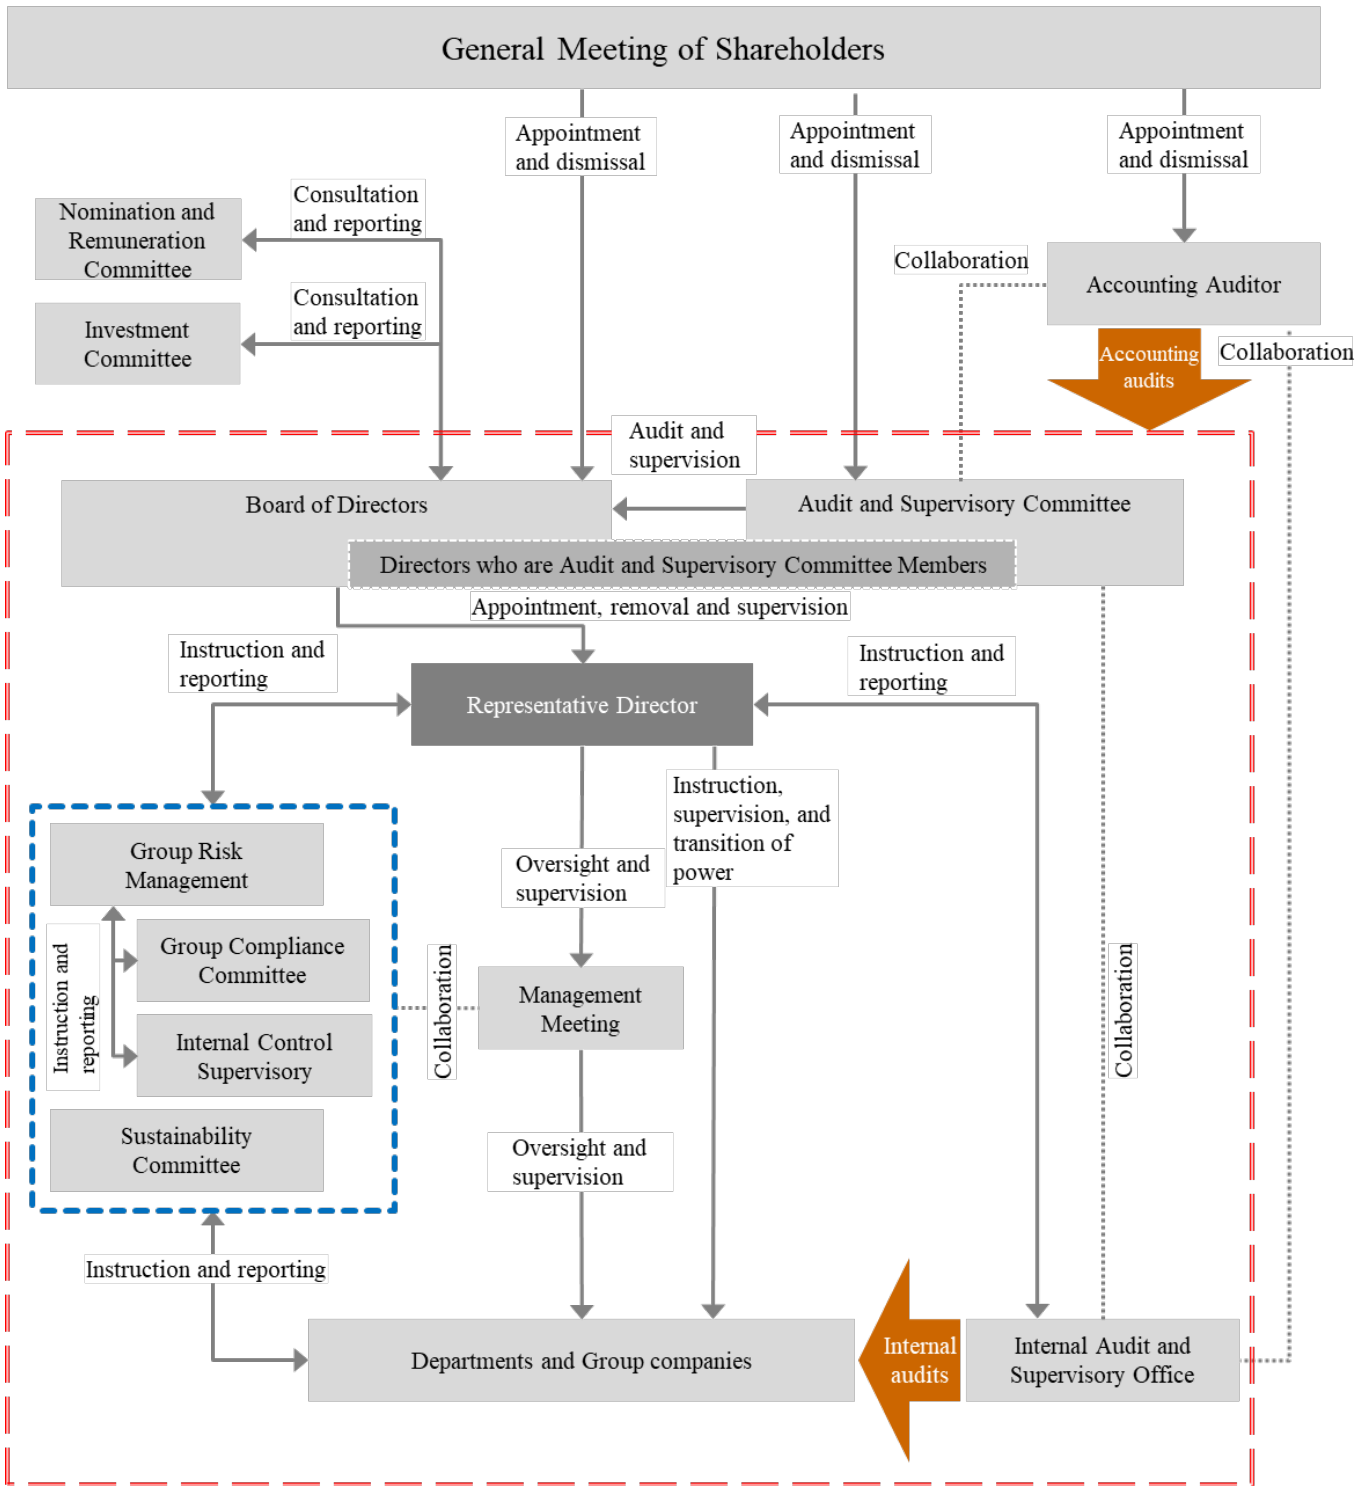 General Meeting of Shareholders
Appointment
and dismissal
Appointment
and dismissal
Appointment
and dismissal
Consultation
and reporting
Nomination and
Remuneration
Committee
Collaboration
Accounting Auditor
Consultation
and reporting
Investment
Committee
Accounting
audits
Collaboration
Audit and
supervision
Board of Directors
Audit and Supervisory Committee
Directors who are Audit and Supervisory Committee Members
Appointment, removal and supervision
Instruction and
reporting
Instruction and
reporting
Representative Director
Instruction,
supervision, and
transition of
power
Group Risk
Management
Oversight and
supervision
Instruction and
reporting
Group Compliance
Committee
Collaboration
Management
Meeting
Collaboration
Internal Control
Supervisory
Sustainability
Committee
Oversight and
supervision
Instruction and reporting
Departments and Group companies
Internal
audits
Internal Audit and
Supervisory Office